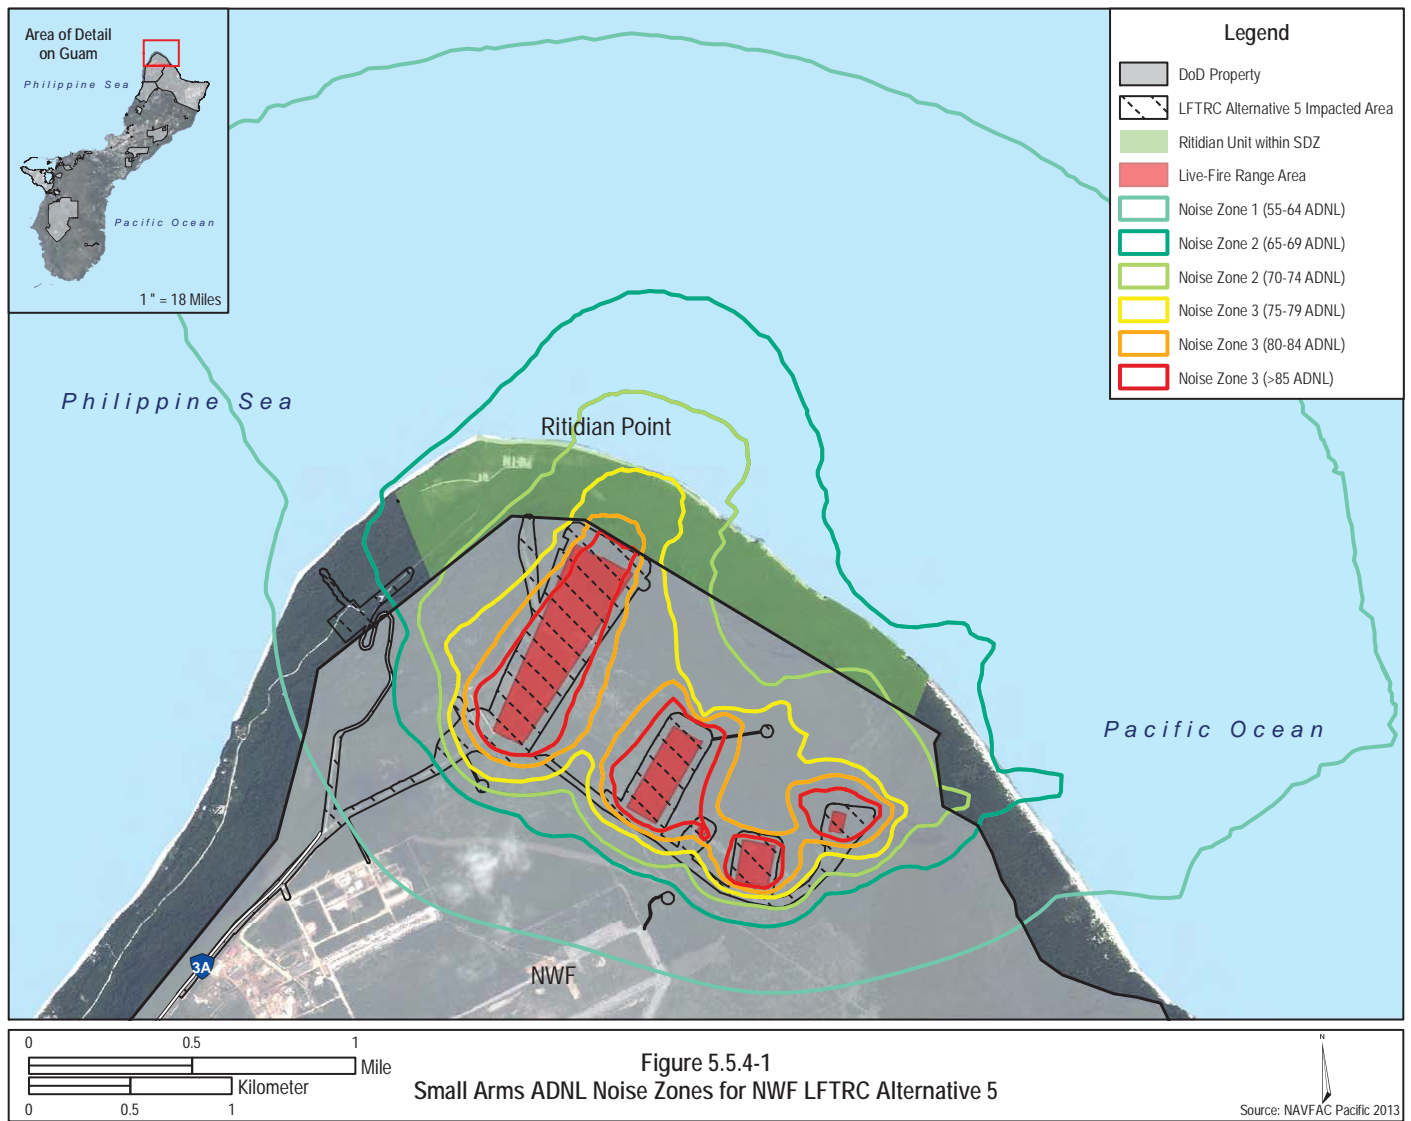 Area of Detail
on Guam
Philippine Sea
Pacific Ocean
1 " = 18 Miles
Legend
DoD Property
LFTRC Alternative 5 Impacted Area
Ritidian Unit within SDZ
Live-Fire Range Area
Noise Zone 1 (55-64 ADNL)
Noise Zone 2 (65-69 ADNL)
Noise Zone 2 (70-74 ADNL)
Noise Zone 3 (75-79 ADNL)
Noise Zone 3 (80-84 ADNL)
Noise Zone 3 (>85 ADNL)
Philippine Sea
Ritidian Point
Pacific Ocean
3A
NWF
0 0.5 1
Mile
Kilometer
0 0.5 1
Figure 5.5.4-1
Small Arms ADNL Noise Zones for NWF LFTRC Alternative 5
N
Source: NAVFAC Pacific 2013